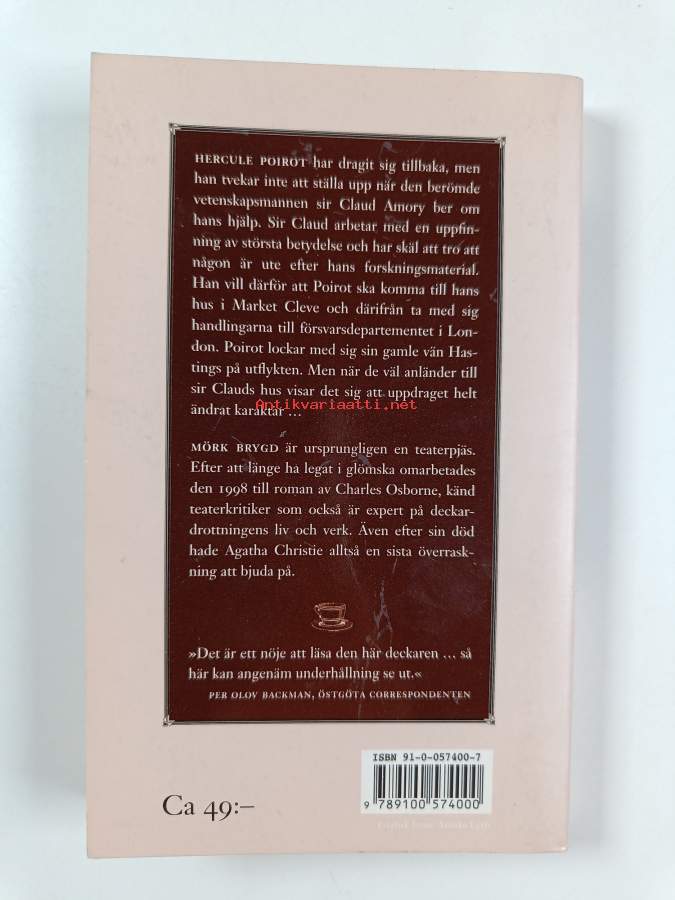 HERCULE POIROT har dragit sig tillbaka, men
han tvekar inte att ställa upp när den berömde
vetenskapsmannen sir Claud Amory ber om
hans hjälp. Sir Claud arbetar med en uppfin-
ning av största betydelse och har skäl att tro att
någon är ute efter hans forskningsmaterial.
Han vill därför att Poirot ska komma till hans
hus i Market Cleve och därifrån ta med sig
handlingarna till försvarsdepartementet i Lon-
don. Poirot lockar med sig sin gamle vän Has-
tings på utflykten. Men när de väl anländer till
sir Clauds hus visar det sig att uppdraget helt
ändrat karaktär ...
Antikvariaatti.net
MÖRK BRYGD är ursprungligen en teaterpjäs.
Efter att länge ha legat i glömska omarbetades
den 1998 till roman av Charles Osborne, känd
teaterkritiker som också är expert på deckar-
drottningens liv och verk. Även efter sin död
hade Agatha Christie alltså en sista överrask-
ning att bjuda på.
»Det är ett nöje att läsa den här deckaren ... så
här kan angenäm underhållning se ut.«
PER OLOV BACKMAN, ÖSTGÖTA CORRESPONDENTEN
ISBN 91-0-057400-7
9 789100 574000
Ca 49:–